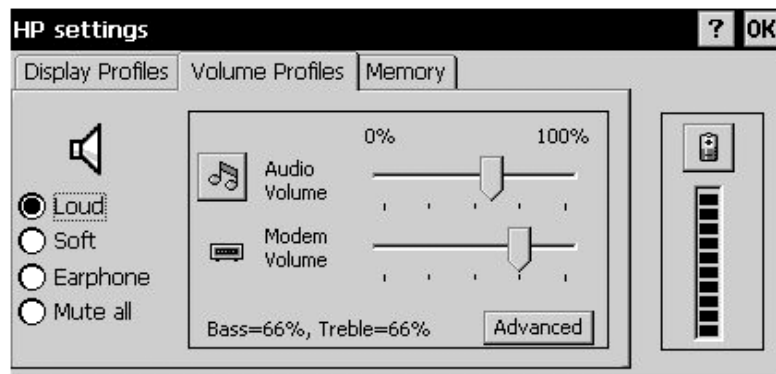 HP settings ? OK
Display Profiles Volume Profiles Memory
0% 100%
Audio
Volume
Loud
Soft
Modem
Volume
Earphone
Mute all
Bass=66%, Treble=66% Advanced